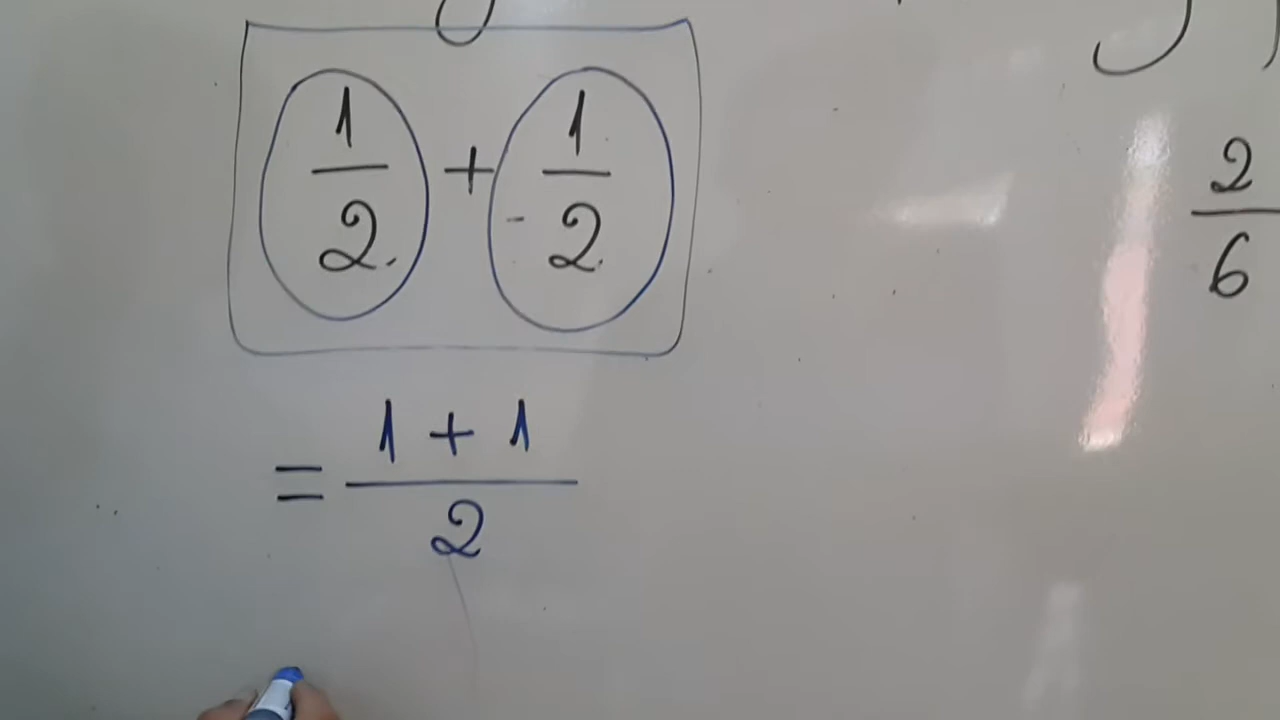 1/2 + 1/2
= (1 + 1)/2
2/6